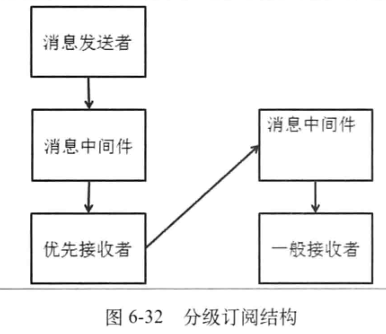 消息发送者
消息中间件
优先接收者
消息中间件
一般接收者
图 6-32 分级订阅结构